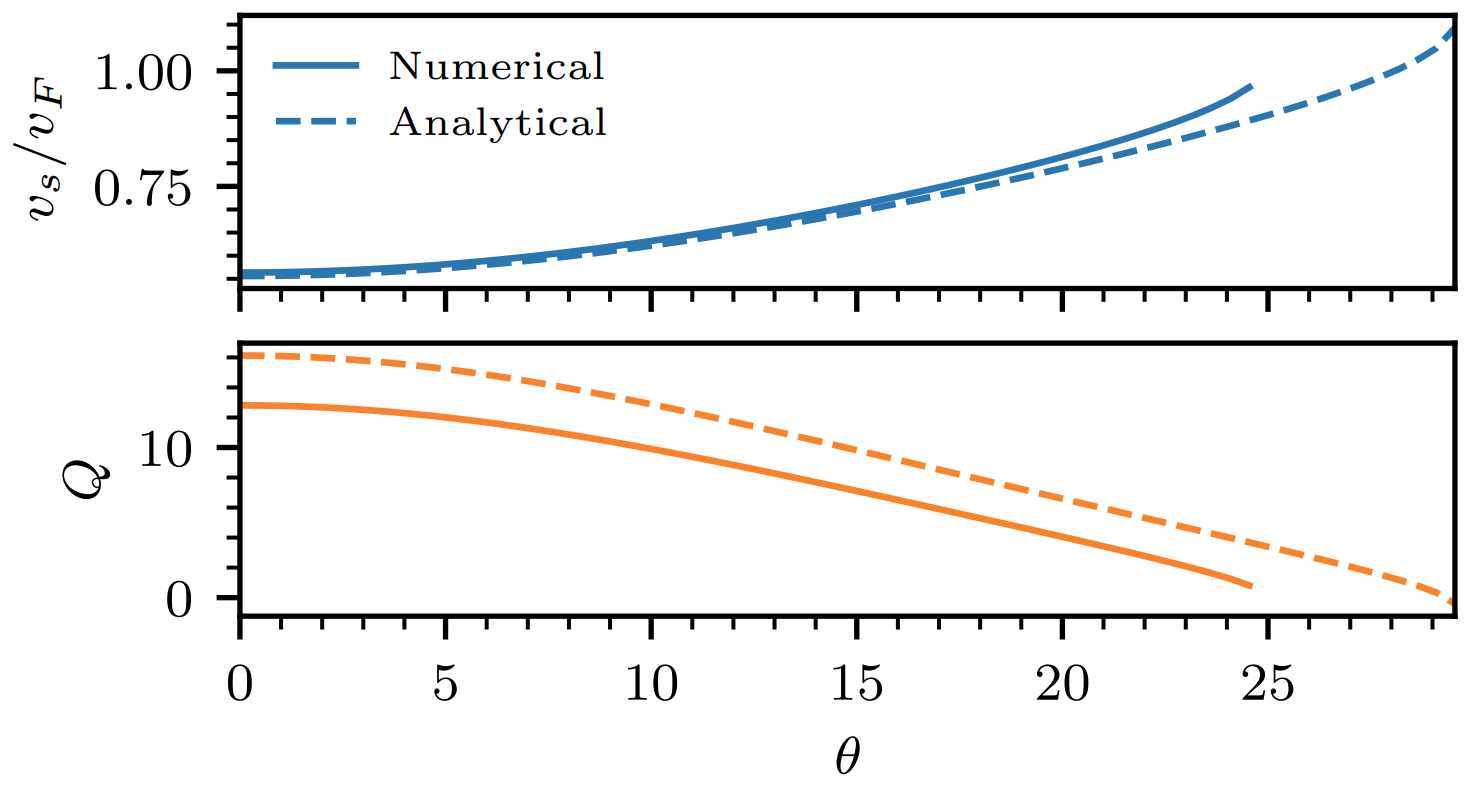 v_s/v_F
1.00
0.75
Numerical
Analytical
Q
10
0
0 5 10 15 20 25
θ